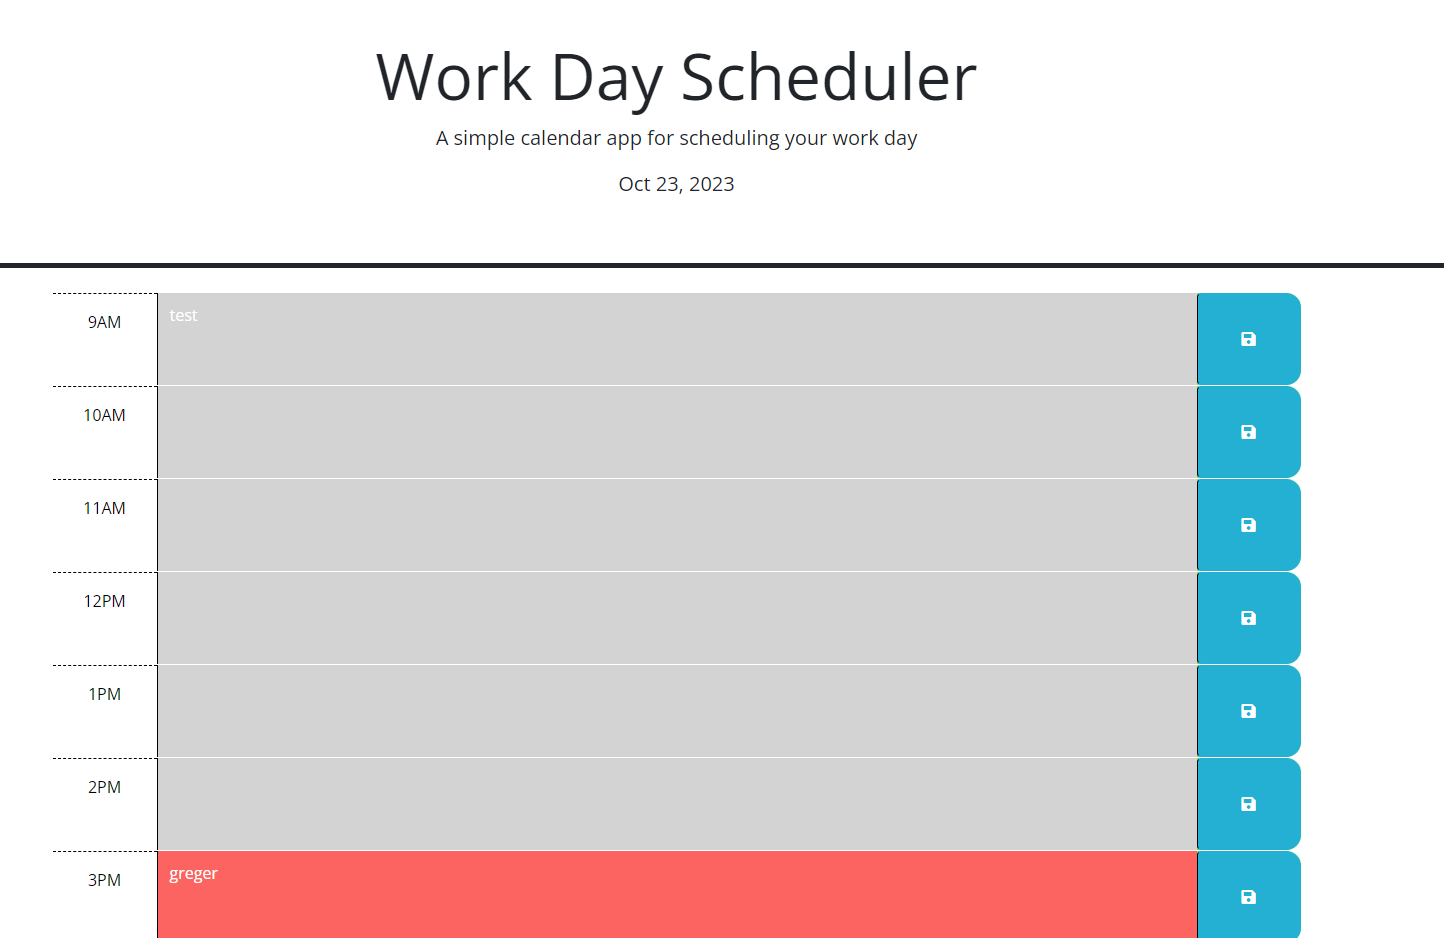 Work Day Scheduler
A simple calendar app for scheduling your work day
Oct 23, 2023
9AM
test
10AM
11AM
12PM
1PM
2PM
3PM
greger